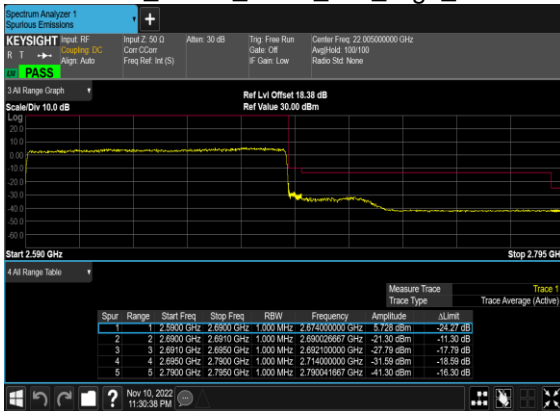 Spectrum Analyzer 1
Spurious Emissions
KEYSIGHT
R T
LM PASS
Input: RF
Coupling: DC
Align: Auto
Input Z: 50 Ω
Corr CCorr
Freq Ref: Int (S)
Atten: 30 dB
Trig: Free Run
Gate: Off
IF Gain: Low
Center Freq: 22.005000000 GHz
Avg|Hold: 100/100
Radio Std: None
3 All Range Graph
Scale/Div 10.0 dB
Ref Lvl Offset 18.38 dB
Ref Value 30.00 dBm
Log
20.0
10.0
0.00
-10.0
-20.0
-30.0
-40.0
-50.0
-60.0
Start 2.590 GHz
Stop 2.795 GH
4 All Range Table
Measure Trace Trace 1
Trace Type Trace Average (Active)
Spur Range Start Freq Stop Freq RBW Frequency Amplitude ΔLimit
1 1 2.5900 GHz 2.6900 GHz 1.000 MHz 2.674000000 GHz 5.728 dBm -24.27 dB
2 2 2.6900 GHz 2.6910 GHz 1.000 MHz 2.690026667 GHz -21.30 dBm -11.30 dB
3 3 2.6910 GHz 2.6950 GHz 1.000 MHz 2.692100000 GHz -27.79 dBm -17.79 dB
4 4 2.6950 GHz 2.7900 GHz 1.000 MHz 2.714000000 GHz -31.59 dBm -18.59 dB
5 5 2.7900 GHz 2.7950 GHz 1.000 MHz 2.790041667 GHz -41.30 dBm -16.30 dB
?
Nov 10, 2022
11:30:38 PM